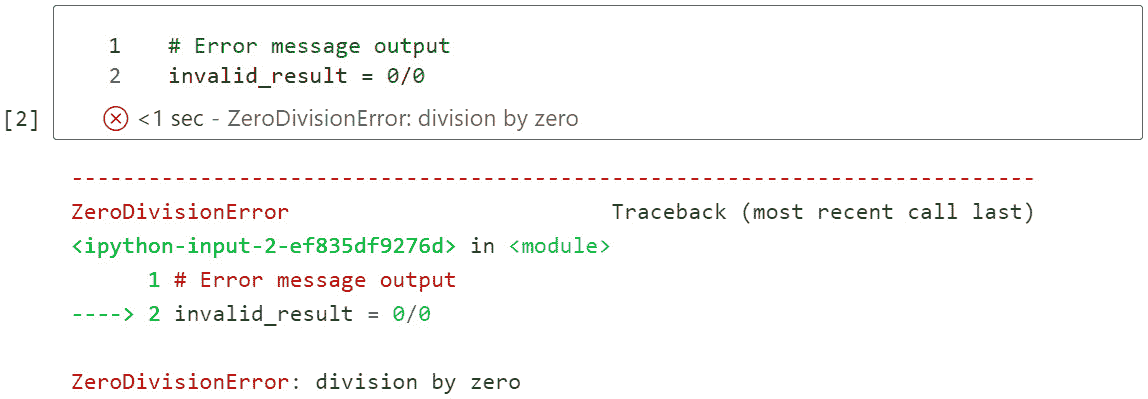 1 # Error message output
2 invalid_result = 0/0
[2] <1 sec - ZeroDivisionError: division by zero
---------------------------------------------------------------------------
ZeroDivisionError Traceback (most recent call last)
<ipython-input-2-ef835df9276d> in <module>
1 # Error message output
----> 2 invalid_result = 0/0
ZeroDivisionError: division by zero